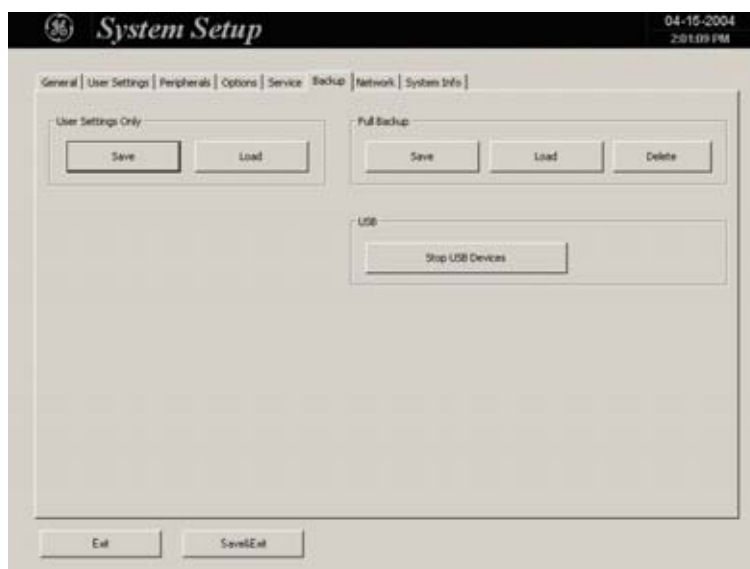 GE
System Setup
04-15-2004
2:01:09 PM
General | User Settings | Peripherals | Options | Service | Backup | Network | System Info
User Settings Only
Save
Load
Full Backup
Save
Load
Delete
USB
Stop USB Devices
Exit
Save&Exit